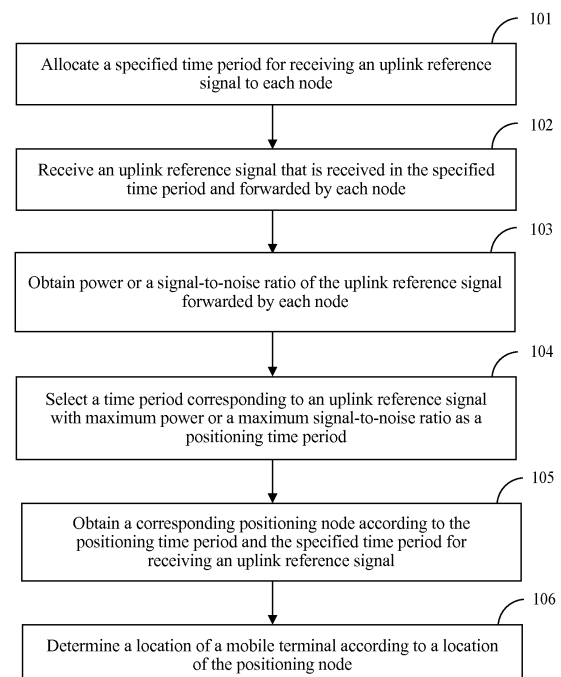 101
Allocate a specified time period for receiving an uplink reference
signal to each node
102
Receive an uplink reference signal that is received in the specified
time period and forwarded by each node
103
Obtain power or a signal-to-noise ratio of the uplink reference signal
forwarded by each node
104
Select a time period corresponding to an uplink reference signal
with maximum power or a maximum signal-to-noise ratio as a
positioning time period
105
Obtain a corresponding positioning node according to the
positioning time period and the specified time period for
receiving an uplink reference signal
106
Determine a location of a mobile terminal according to a location
of the positioning node